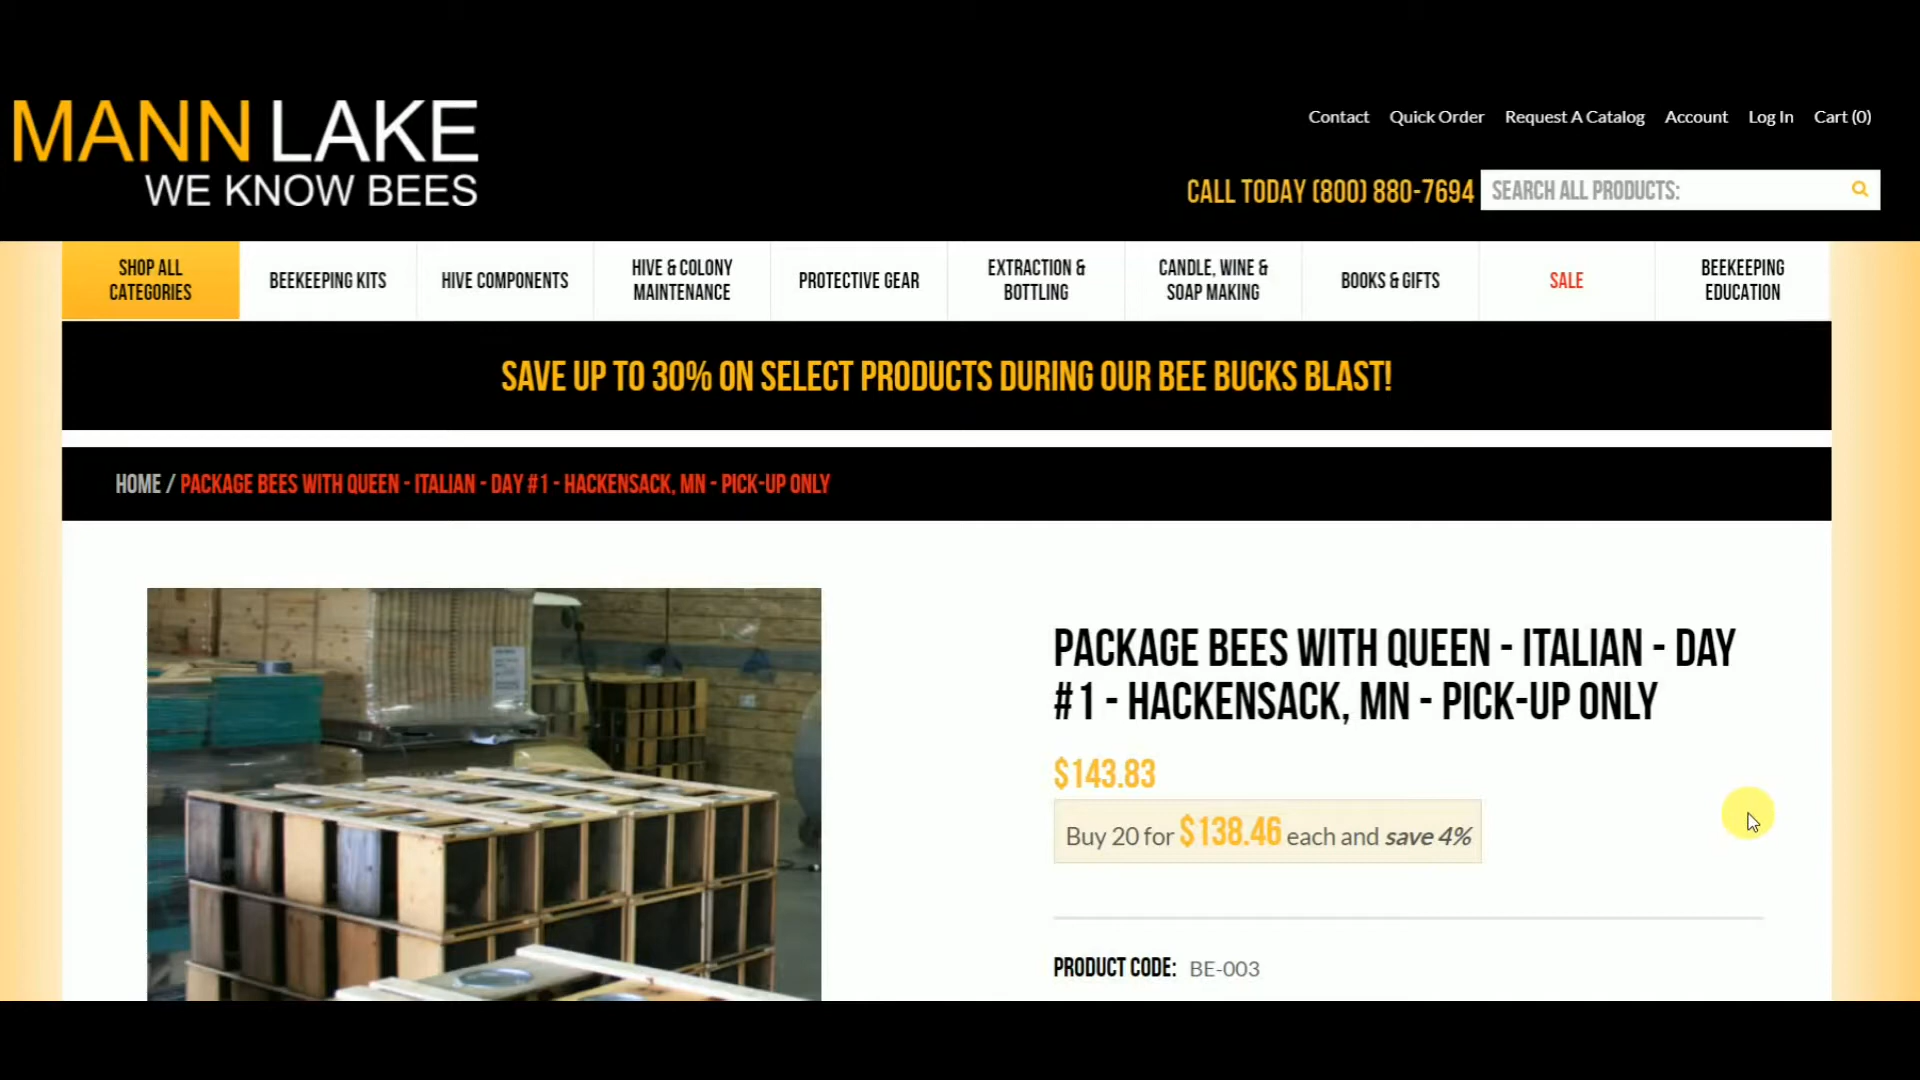 MANN LAKE
WE KNOW BEES
Contact Quick Order Request A Catalog Account Log In Cart (0)
CALL TODAY (800) 880-7694
SEARCH ALL PRODUCTS:
SHOP ALL
CATEGORIES
BEEKEEPING KITS
HIVE COMPONENTS
HIVE & COLONY
MAINTENANCE
PROTECTIVE GEAR
EXTRACTION &
BOTTLING
CANDLE, WINE &
SOAP MAKING
BOOKS & GIFTS
SALE
BEEKEEPING
EDUCATION
SAVE UP TO 30% ON SELECT PRODUCTS DURING OUR BEE BUCKS BLAST!
HOME / PACKAGE BEES WITH QUEEN - ITALIAN - DAY #1 - HACKENSACK, MN - PICK-UP ONLY
PACKAGE BEES WITH QUEEN - ITALIAN - DAY
#1 - HACKENSACK, MN - PICK-UP ONLY
$143.83
Buy 20 for $138.46 each and save 4%
PRODUCT CODE: BE-003